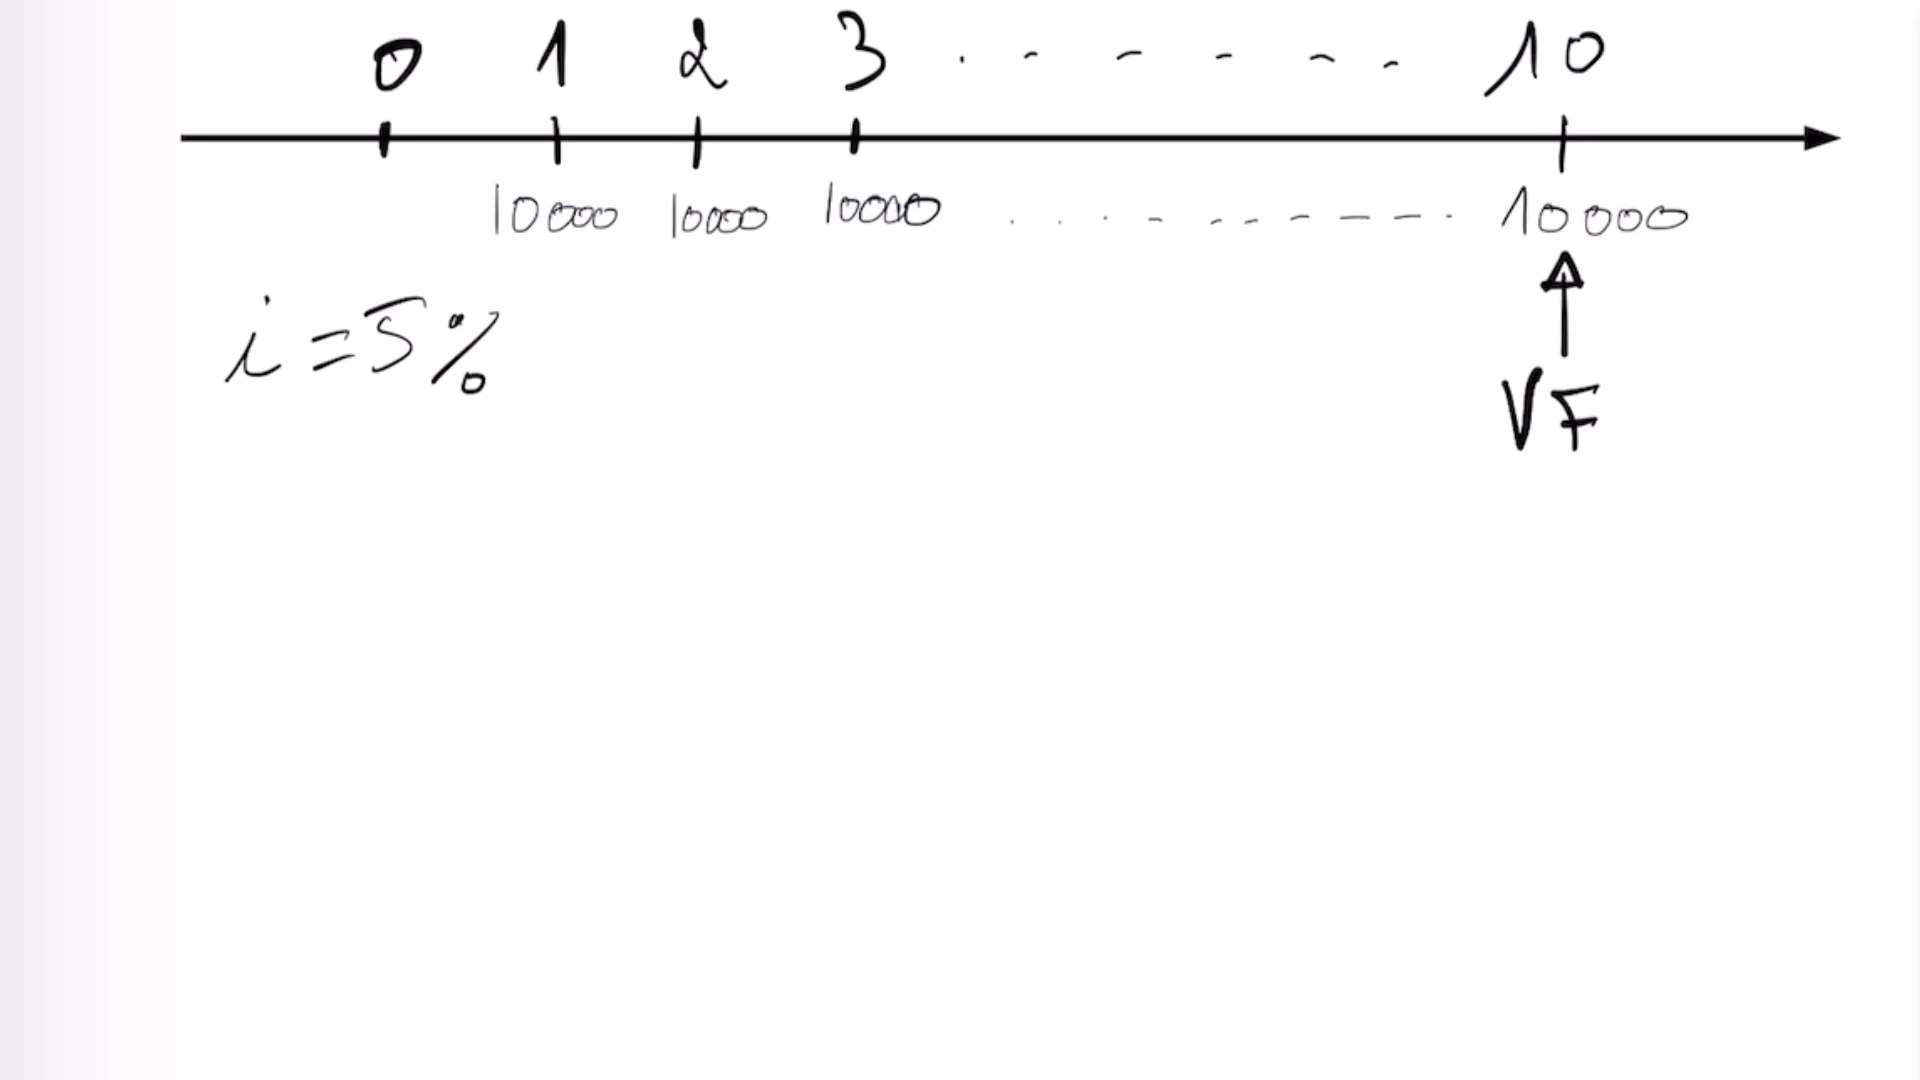 0 1 2 3 . - - - - - 10
10000 10000 10000 . . . - - - - - - - . 10000
i = 5%
VF